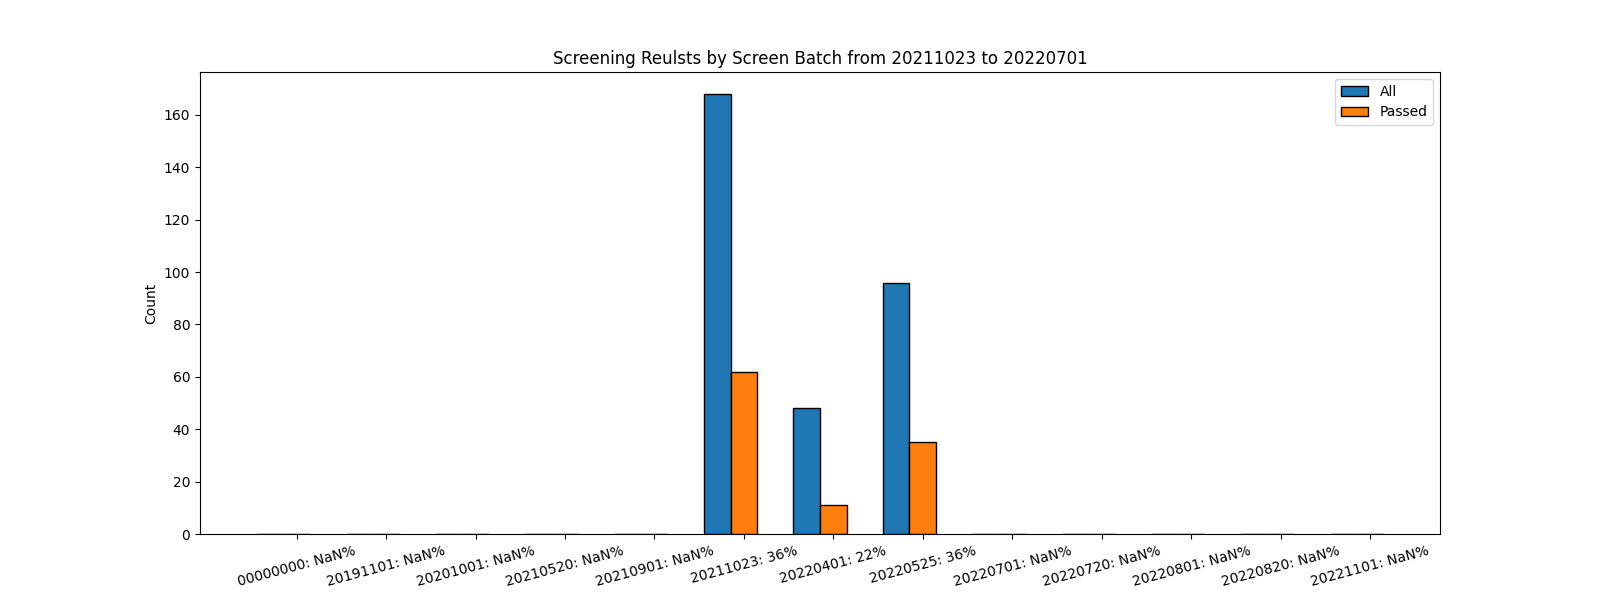 Screening Reulsts by Screen Batch from 20211023 to 20220701
All
Passed
Count
160
140
120
100
80
60
40
20
0
00000000: NaN%
20191101: NaN%
20201001: NaN%
20210520: NaN%
20210901: NaN%
20211023: 36%
20220401: 22%
20220525: 36%
20220701: NaN%
20220720: NaN%
20220801: NaN%
20220820: NaN%
20221101: NaN%